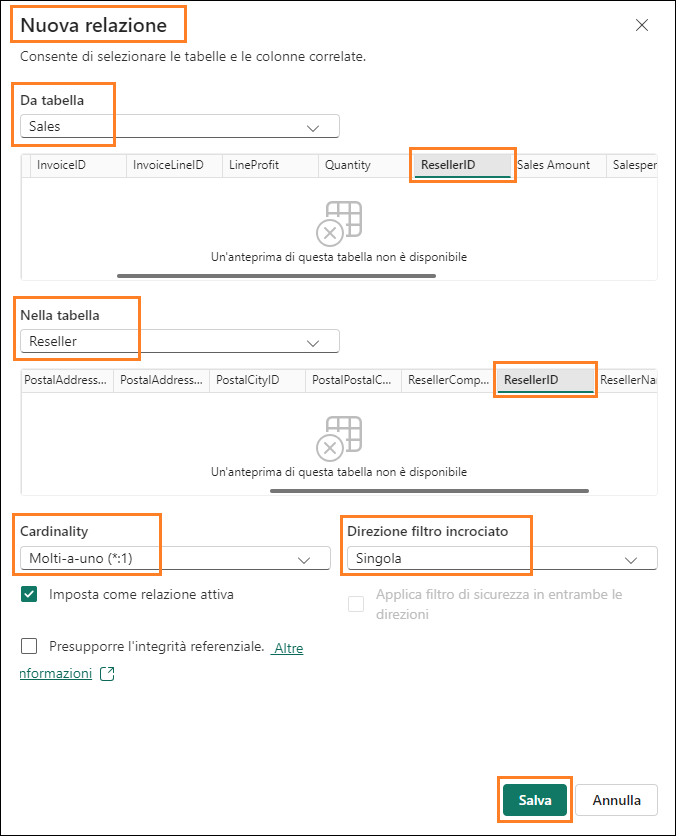 Nuova relazione
Consente di selezionare le tabelle e le colonne correlate.
Da tabella
Sales
InvoiceID InvoiceLineID LineProfit Quantity ResellerID Sales Amount Salesper
Un'anteprima di questa tabella non è disponibile
Nella tabella
Reseller
PostalAddress... PostalAddress... PostalCityID PostalPostalC... ResellerComp... ResellerID ResellerNa
Un'anteprima di questa tabella non è disponibile
Cardinality Direzione filtro incrociato
Molti-a-uno (*:1) Singola
Imposta come relazione attiva Applica filtro di sicurezza in entrambe le
direzioni
Presupporre l'integrità referenziale. Altre
nformazioni
Salva Annulla